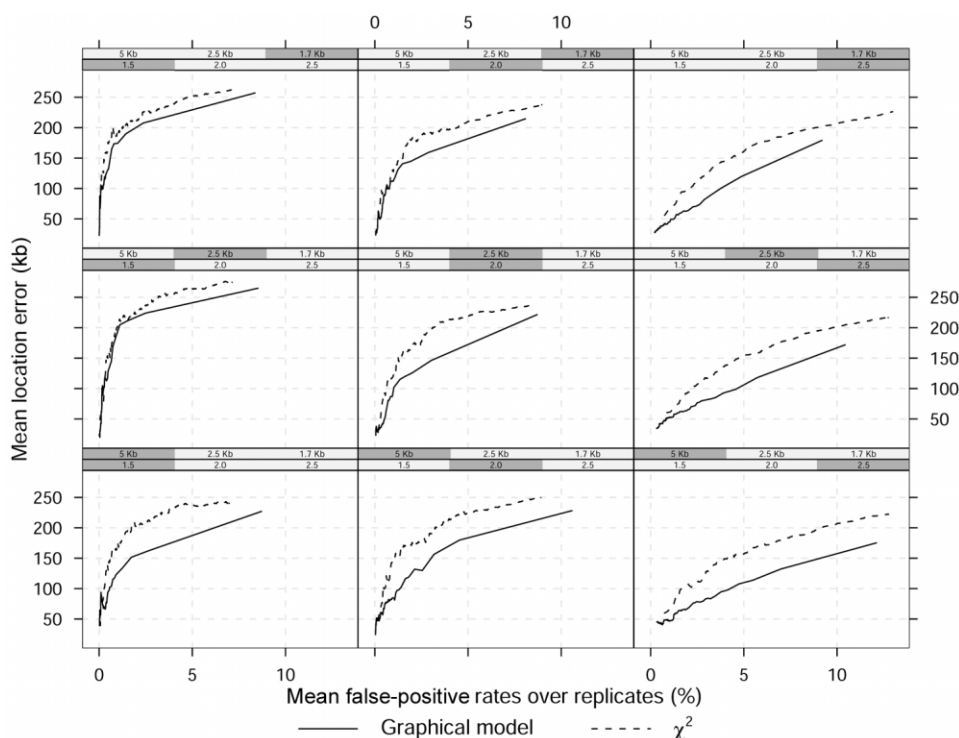 0 5 10
5 Kb 2.5 Kb 1.7 Kb 5 Kb 2.5 Kb 1.7 Kb 5 Kb 2.5 Kb 1.7 Kb
1.5 2.0 2.5 1.5 2.0 2.5 1.5 2.0 2.5
250
200
150
100
50
5 Kb 2.5 Kb 1.7 Kb 5 Kb 2.5 Kb 1.7 Kb 5 Kb 2.5 Kb 1.7 Kb
1.5 2.0 2.5 1.5 2.0 2.5 1.5 2.0 2.5
Mean location error (kb)
250
200
150
100
50
5 Kb 2.5 Kb 1.7 Kb 5 Kb 2.5 Kb 1.7 Kb 5 Kb 2.5 Kb 1.7 Kb
1.5 2.0 2.5 1.5 2.0 2.5 1.5 2.0 2.5
250
200
150
100
50
0 5 10 0 5 10
Mean false-positive rates over replicates (%)
Graphical model χ²